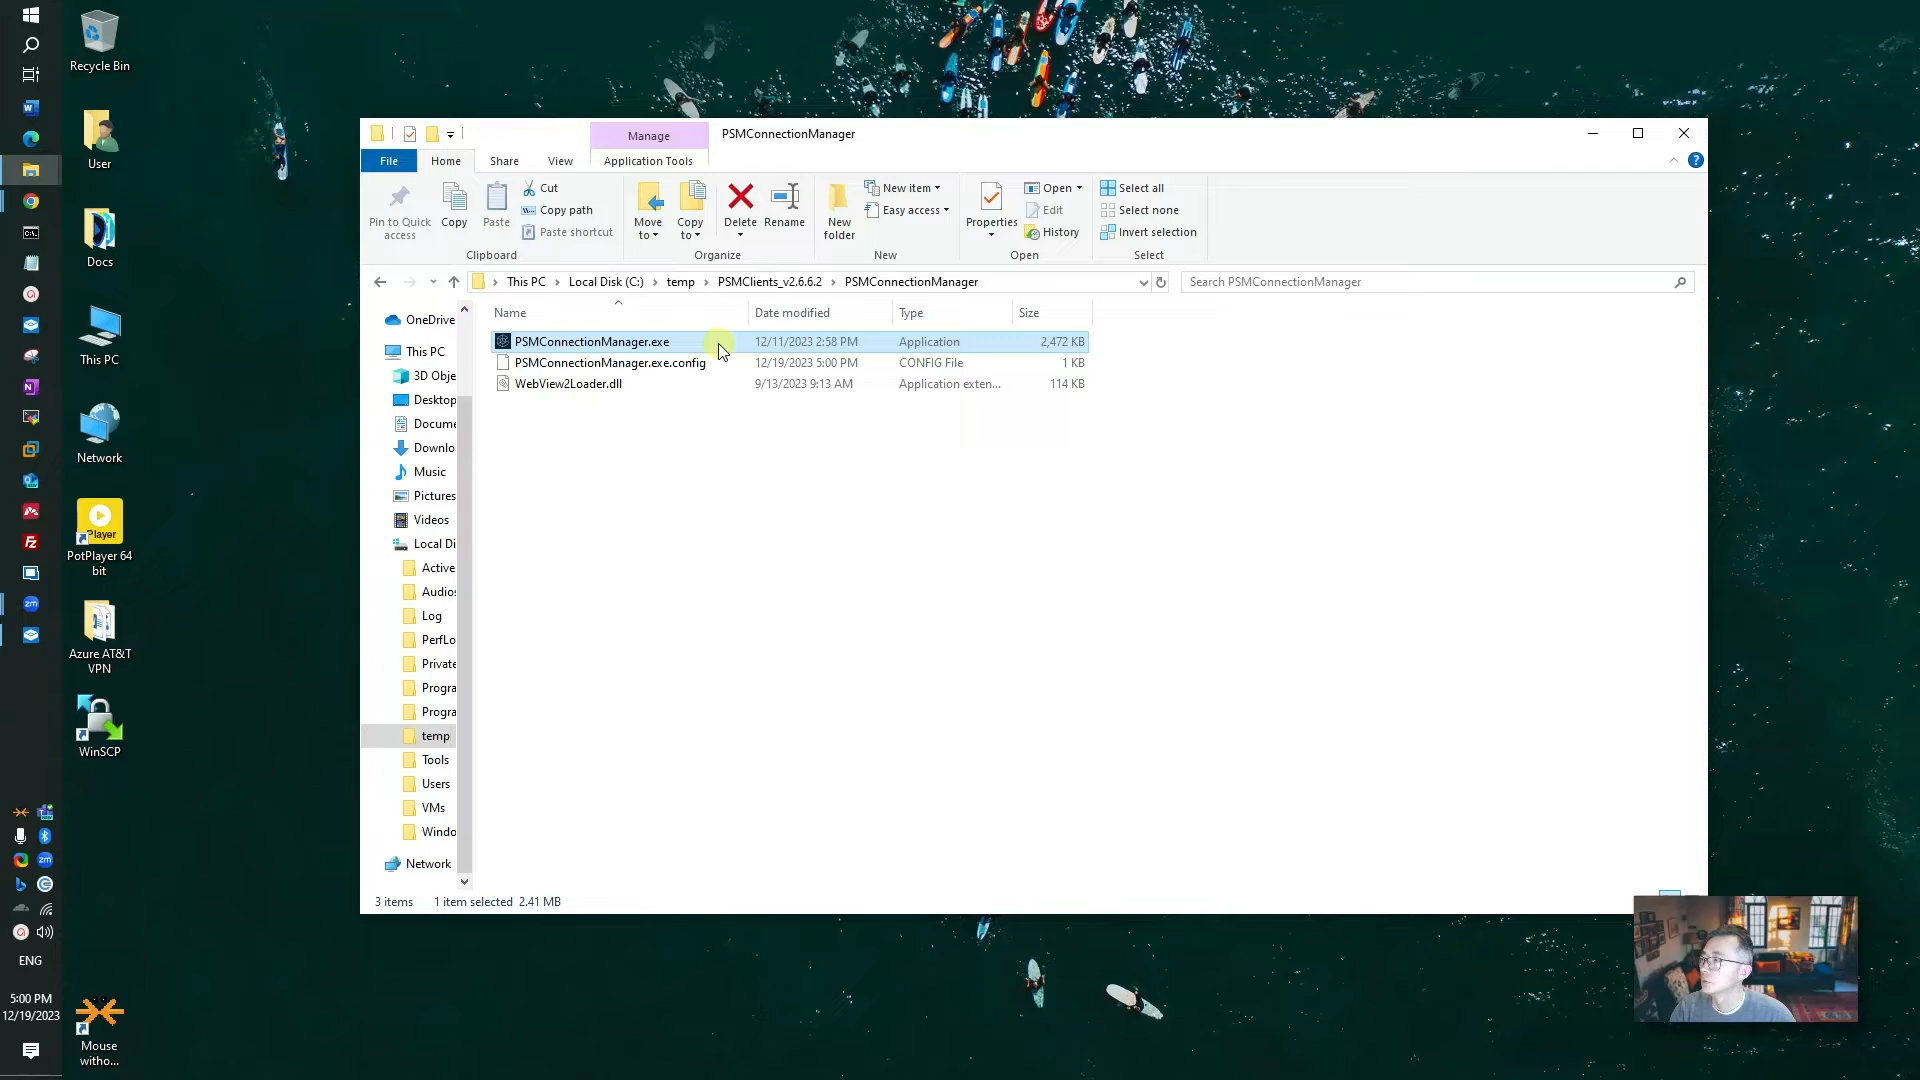 Recycle Bin
User
Docs
This PC
Network
Player
PotPlayer 64
bit
Azure AT&T
VPN
WinSCP
Mouse
witho...
ENG
5:00 PM
12/19/2023
Manage
PSMConnectionManager
File
Home
Share
View
Application Tools
Pin to Quick
access
Copy
Paste
Cut
Copy path
Paste shortcut
Clipboard
Move
to
Copy
to
Delete
Rename
Organize
New
folder
New item
Easy access
New
Properties
Open
Edit
History
Open
Select all
Select none
Invert selection
Select
This PC
Local Disk (C:)
temp
PSMClients_v2.6.6.2
PSMConnectionManager
Search PSMConnectionManager
Name
Date modified
Type
Size
PSMConnectionManager.exe 12/11/2023 2:58 PM Application 2,472 KB
PSMConnectionManager.exe.config 12/19/2023 5:00 PM CONFIG File 1 KB
WebView2Loader.dll 9/13/2023 9:13 AM Application exten... 114 KB
OneDrive
This PC
3D Obje
Desktop
Docume
Downlo
Music
Pictures
Videos
Local Di
Active
Audios
Log
PerfLo
Private
Progra
Progra
temp
Tools
Users
VMs
Windo
Network
3 items
1 item selected 2.41 MB